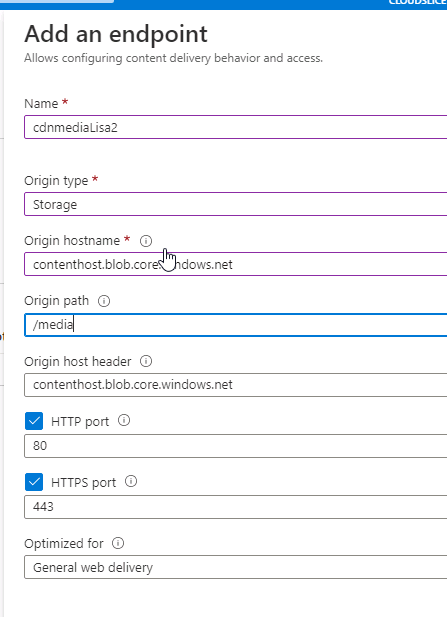 CLOUDSLICE
Add an endpoint
Allows configuring content delivery behavior and access.
Name *
cdnmediaLisa2
Origin type *
Storage
Origin hostname *
contenthost.blob.core.windows.net
Origin path
/media
Origin host header
contenthost.blob.core.windows.net
HTTP port
80
HTTPS port
443
Optimized for
General web delivery